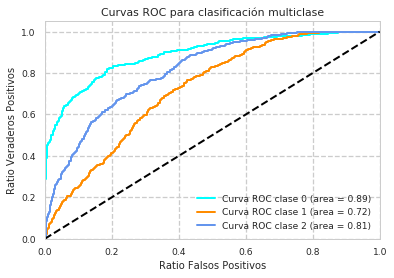 Curvas ROC para clasificación multiclase
Ratio Veraderos Positivos
1.0
0.8
0.6
0.4
0.2
0.0
Curva ROC clase 0 (area = 0.89)
Curva ROC clase 1 (area = 0.72)
Curva ROC clase 2 (area = 0.81)
0.0 0.2 0.4 0.6 0.8 1.0
Ratio Falsos Positivos